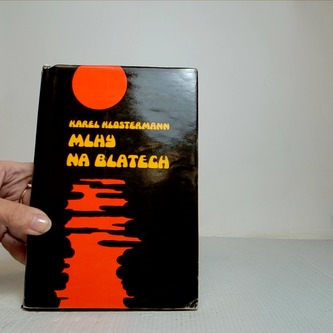 KAREL KLOSTERMANN
MLHY
NA BLATECH